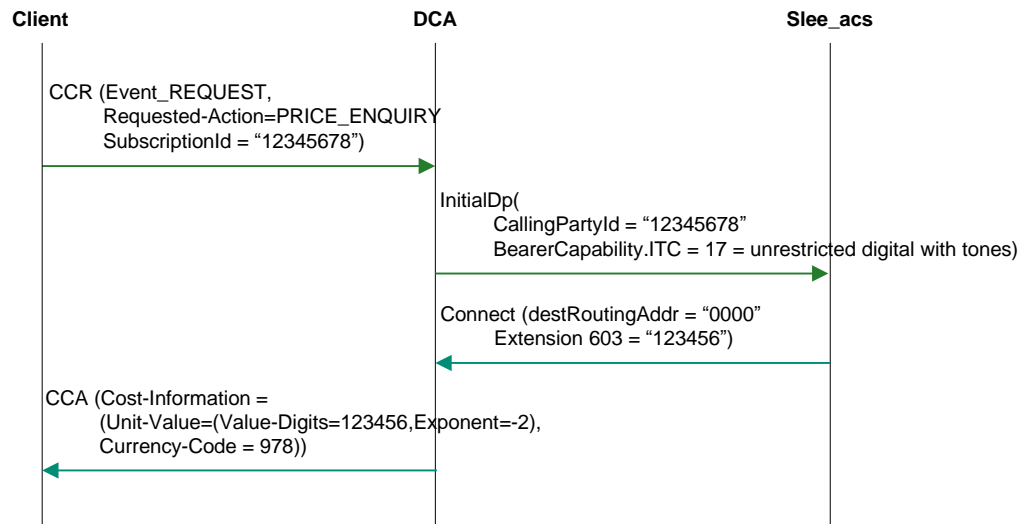 Client DCA Slee_acs
CCR (Event_REQUEST,
Requested-Action=PRICE_ENQUIRY
SubscriptionId = “12345678”)
InitialDp(
CallingPartyId = “12345678”
BearerCapability.ITC = 17 = unrestricted digital with tones)
Connect (destRoutingAddr = “0000”
Extension 603 = “123456”)
CCA (Cost-Information =
(Unit-Value=(Value-Digits=123456,Exponent=-2),
Currency-Code = 978))